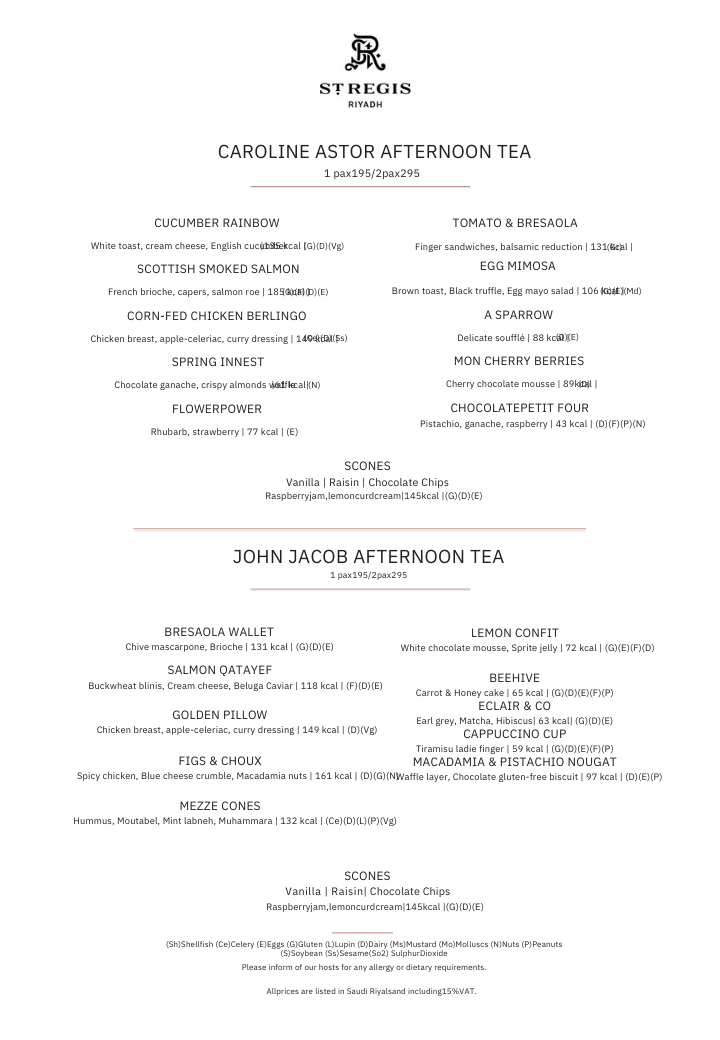 ST REGIS
RIYADH
CAROLINE ASTOR AFTERNOON TEA
1 pax195/2pax295
CUCUMBER RAINBOW
White toast, cream cheese, English cucumber kcal |(G)(D)(Vg)
SCOTTISH SMOKED SALMON
French brioche, capers, salmon roe | 185 (D)(E)
CORN-FED CHICKEN BERLINGO
Chicken breast, apple-celeriac, curry dressing | 149 kcal |
SPRING INNEST
Chocolate ganache, crispy almonds waffle kcal|(N)
FLOWERPOWER
Rhubarb, strawberry | 77 kcal | (E)
TOMATO & BRESAOLA
Finger sandwiches, balsamic reduction | 131 kcal |
EGG MIMOSA
Brown toast, Black truffle, Egg mayo salad | 106 kcal (Md)
A SPARROW
Delicate soufflé | 88 kcal (E)
MON CHERRY BERRIES
Cherry chocolate mousse | 89kcal |
CHOCOLATEPETIT FOUR
Pistachio, ganache, raspberry | 43 kcal | (D)(F)(P)(N)
SCONES
Vanilla | Raisin | Chocolate Chips
Raspberryjam,lemoncurdcream|145kcal |(G)(D)(E)
JOHN JACOB AFTERNOON TEA
1 pax195/2pax295
BRESAOLA WALLET
Chive mascarpone, Brioche | 131 kcal | (G)(D)(E)
SALMON QATAYEF
Buckwheat blinis, Cream cheese, Beluga Caviar | 118 kcal | (F)(D)(E)
GOLDEN PILLOW
Chicken breast, apple-celeriac, curry dressing | 149 kcal | (D)(Vg)
FIGS & CHOUX
Spicy chicken, Blue cheese crumble, Macadamia nuts | 161 kcal | (D)(G)(N)
MEZZE CONES
Hummus, Moutabel, Mint labneh, Muhammara | 132 kcal | (Ce)(D)(L)(P)(Vg)
LEMON CONFIT
White chocolate mousse, Sprite jelly | 72 kcal | (G)(E)(F)(D)
BEEHIVE
Carrot & Honey cake | 65 kcal | (G)(D)(E)(F)(P)
ECLAIR & CO
Earl grey, Matcha, Hibiscus| 63 kcal| (G)(D)(E)
CAPPUCCINO CUP
Tiramisu ladie finger | 59 kcal | (G)(D)(E)(F)(P)
MACADAMIA & PISTACHIO NOUGAT
Waffle layer, Chocolate gluten-free biscuit | 97 kcal | (D)(E)(P)
SCONES
Vanilla | Raisin| Chocolate Chips
Raspberryjam,lemoncurdcream|145kcal |(G)(D)(E)
(Sh)Shellfish (Ce)Celery (E)Eggs (G)Gluten (L)Lupin (D)Dairy (Ms)Mustard (Mo)Molluscs (N)Nuts (P)Peanuts
(S)Soybean (Ss)Sesame(So2) SulphurDioxide
Please inform of our hosts for any allergy or dietary requirements.
Allprices are listed in Saudi Riyalsand including15%VAT.